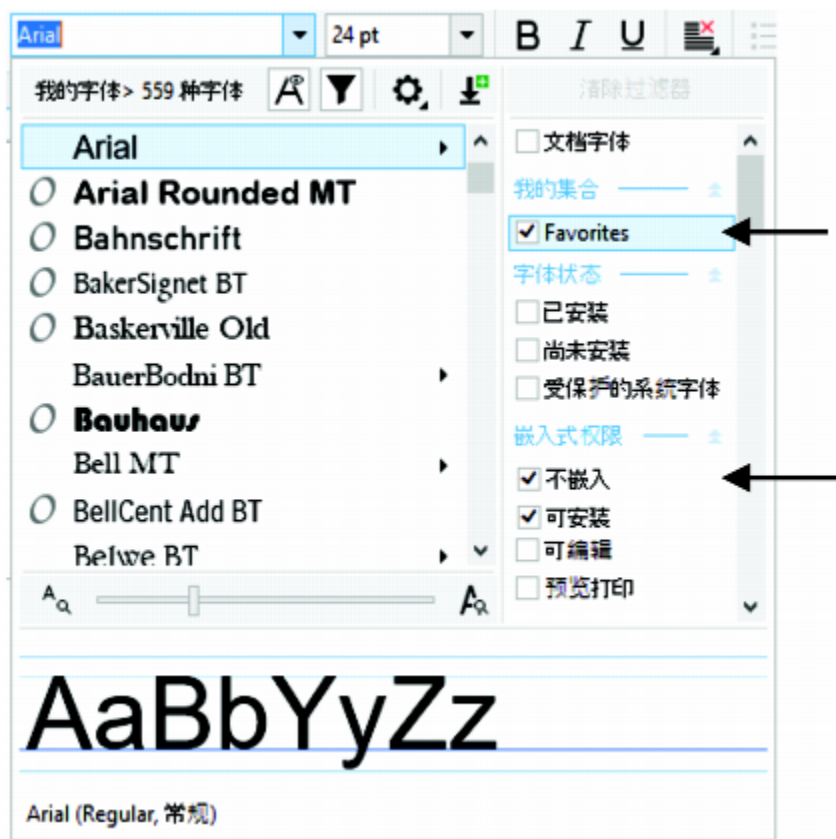 Arial 24 pt B I U
我的字体> 559 种字体
清除过滤器
Arial
Arial Rounded MT
Bahnschrift
BakerSignet BT
Baskerville Old
BauerBodni BT
Bauhaus
Bell MT
BellCent Add BT
Belwe BT
文档字体
我的集合
Favorites
字体状态
已安装
尚未安装
受保护的系统字体
嵌入式权限
不嵌入
可安装
可编辑
预览打印
AaBbYyZz
Arial (Regular, 常规)